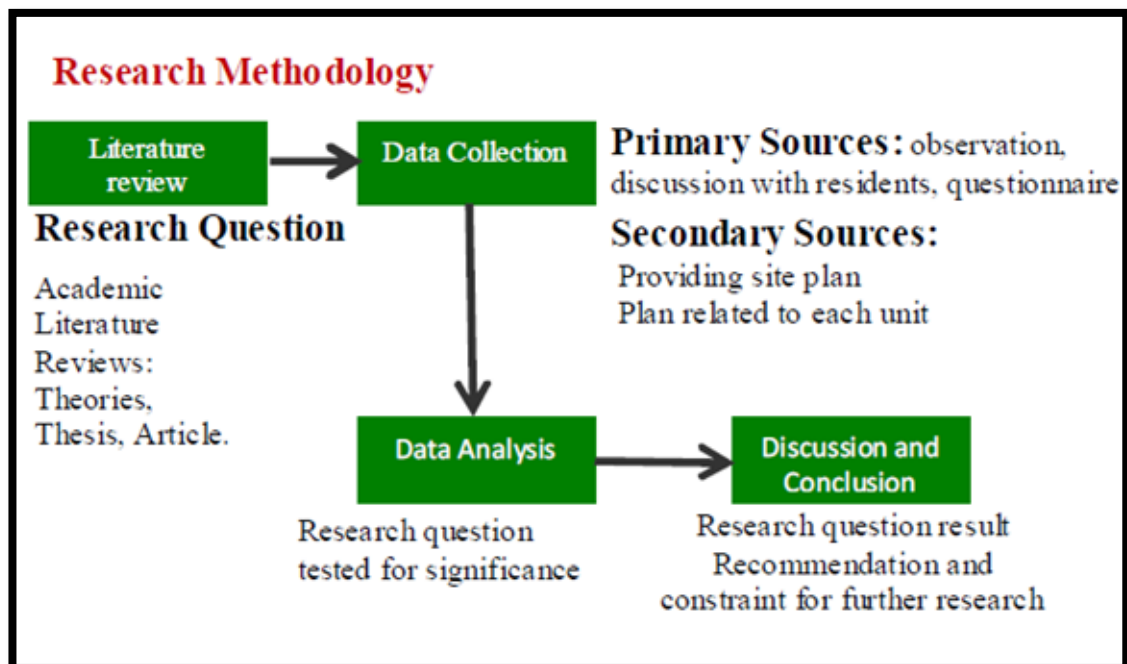 Research Methodology
Literature
review
Research Question
Academic
Literature
Reviews:
Theories,
Thesis, Article.
Data Collection
Primary Sources: observation,
discussion with residents, questionnaire
Secondary Sources:
Providing site plan
Plan related to each unit
Data Analysis
Research question
tested for significance
Discussion and
Conclusion
Research question result
Recommendation and
constraint for further research